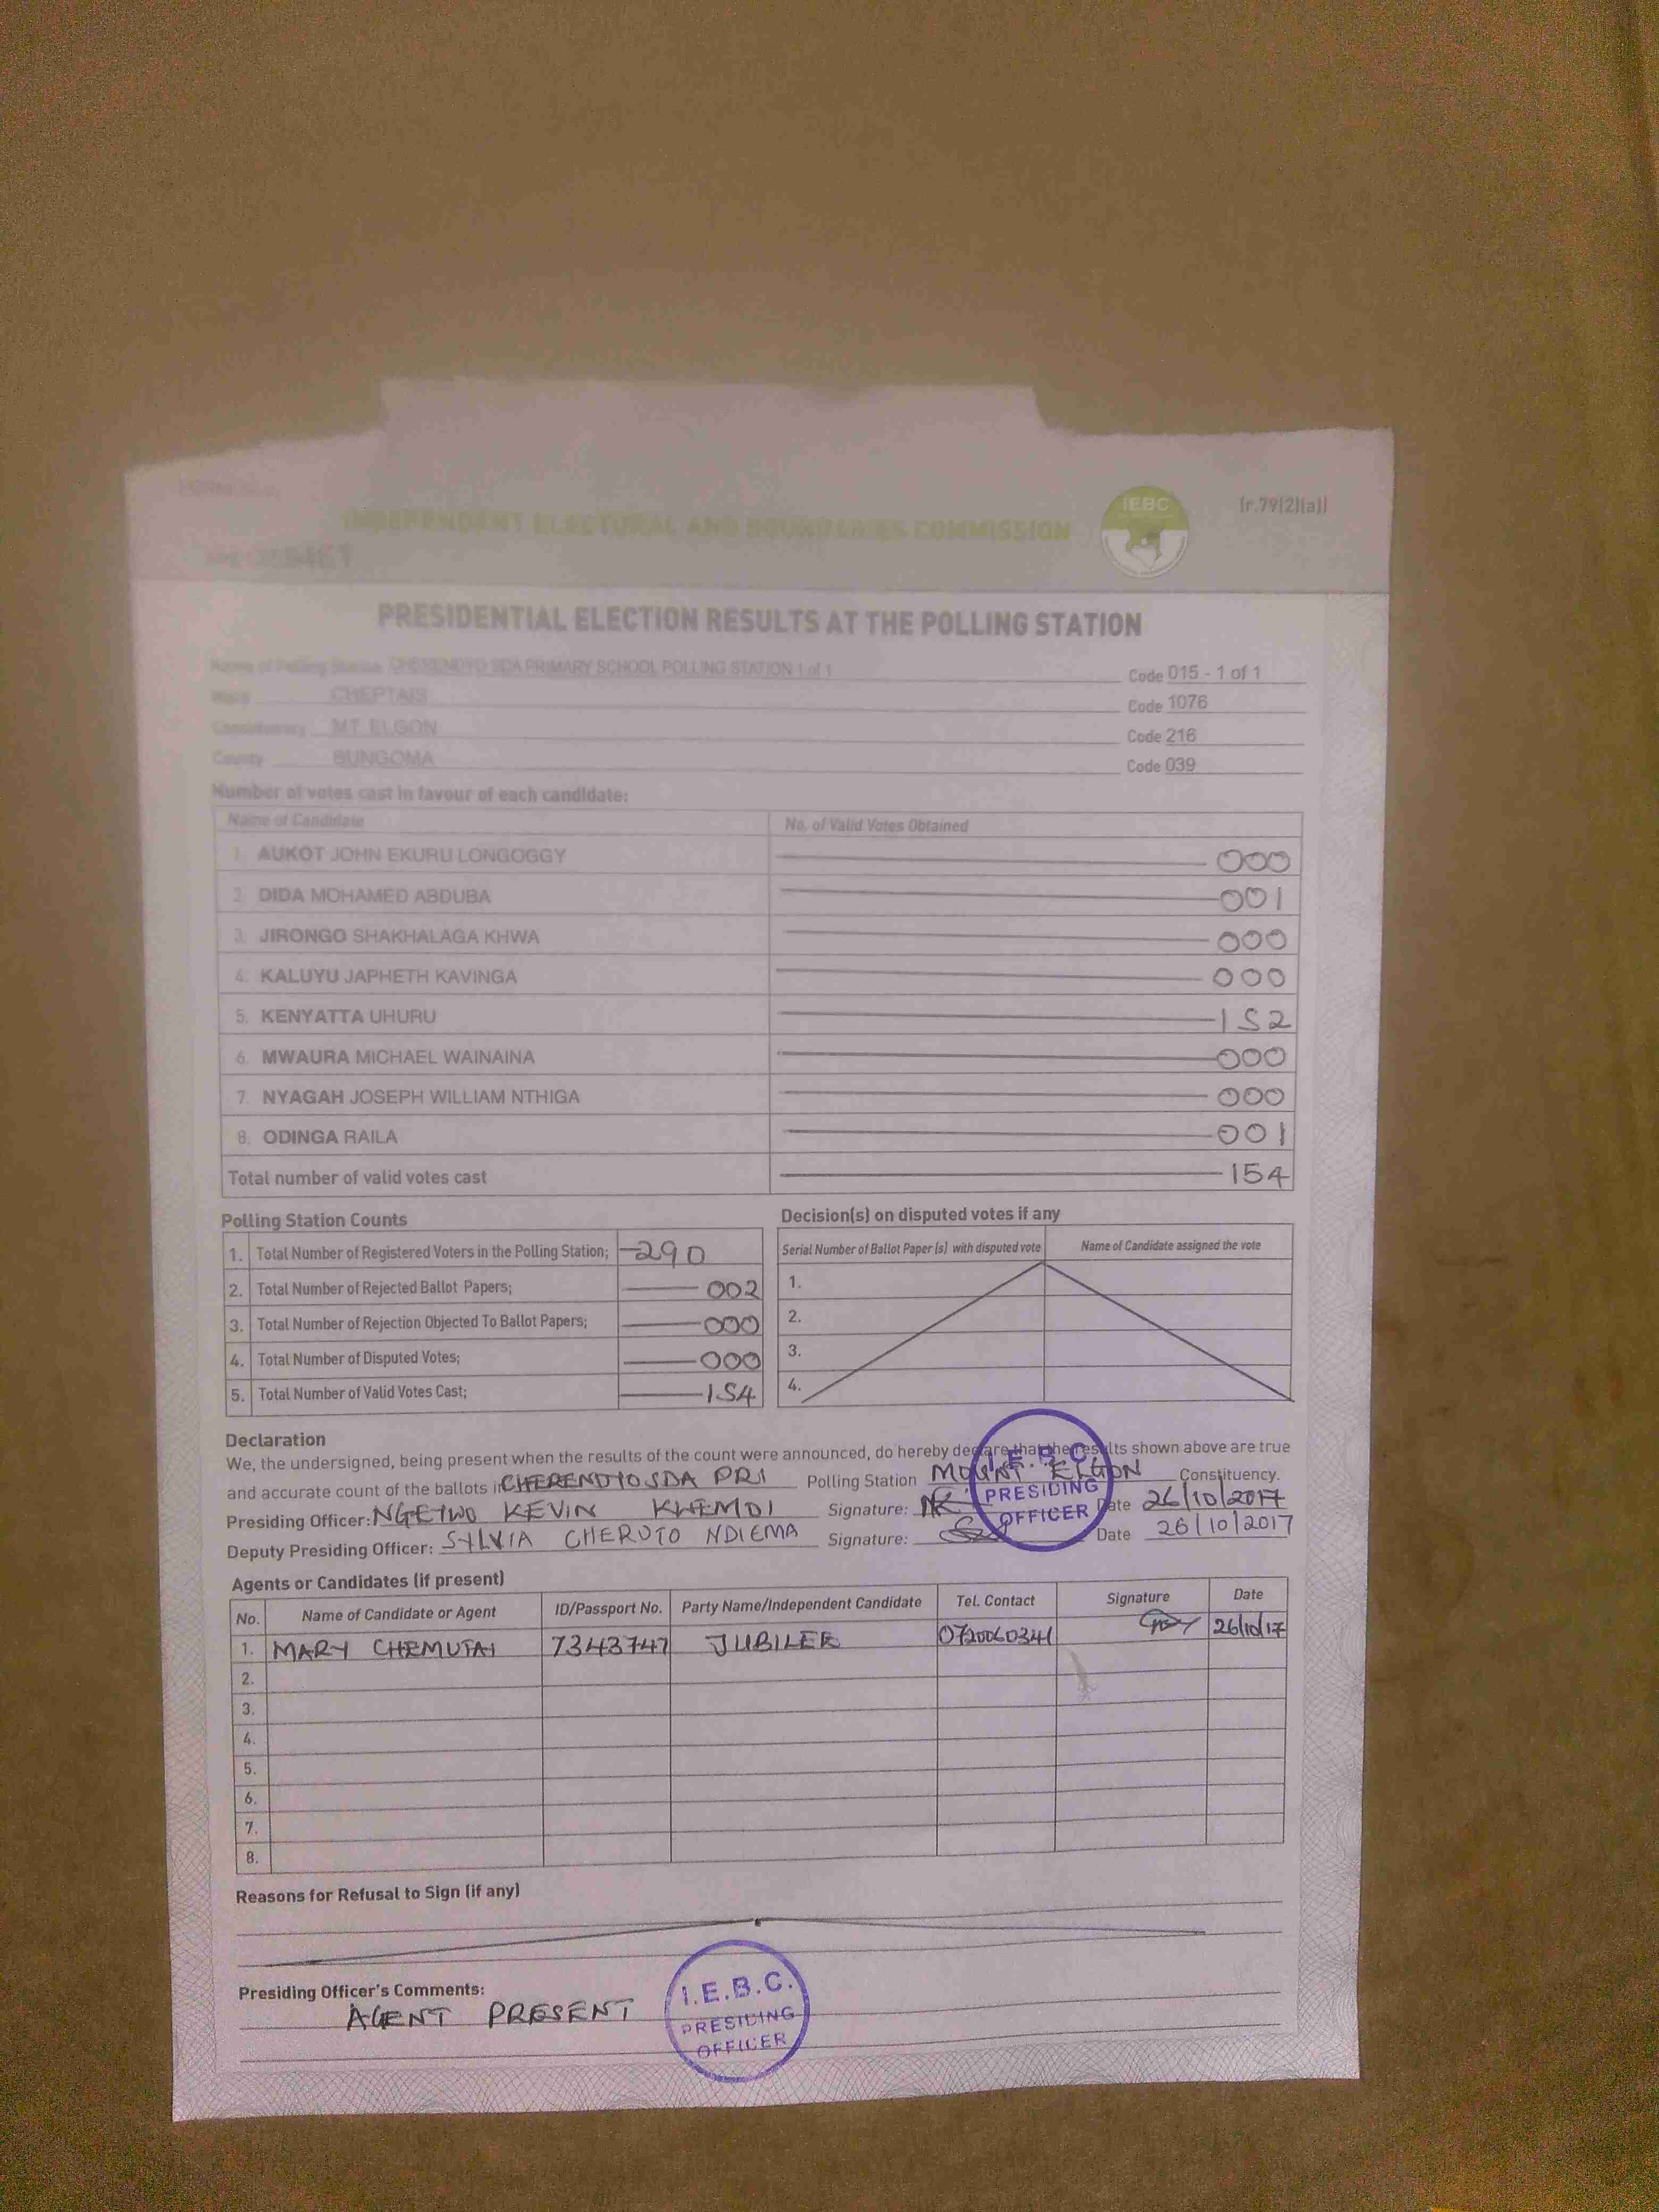 IEBC
(r.79(2)(a))
INDEPENDENT ELECTORAL AND BOUNDARIES COMMISSION
PRESIDENTIAL ELECTION RESULTS AT THE POLLING STATION
Name of Polling Station CHERENDYO SDA PRIMARY SCHOOL POLLING STATION 1 of 1 Code 015 - 1 of 1
Ward CHEPTAIS Code 1076
Constituency MT. ELGON Code 216
County BUNGOMA Code 039
Number of votes cast in favour of each candidate:
Name of Candidate No. of Valid Votes Obtained
1. AUKOT JOHN EKURU LONGOGGY 000
2. DIDA MOHAMED ABDUBA 001
3. JIRONGO SHAKHALAGA KHWA 000
4. KALUYU JAPHETH KAVINGA 000
5. KENYATTA UHURU 152
6. MWAURA MICHAEL WAINAINA 000
7. NYAGAH JOSEPH WILLIAM NTHIGA 000
8. ODINGA RAILA 001
Total number of valid votes cast 154
Polling Station Counts
1. Total Number of Registered Voters in the Polling Station; 290
2. Total Number of Rejected Ballot Papers; 002
3. Total Number of Rejection Objected To Ballot Papers; 000
4. Total Number of Disputed Votes; 000
5. Total Number of Valid Votes Cast; 154
Decision(s) on disputed votes if any
Serial Number of Ballot Paper (s) with disputed vote Name of Candidate assigned the vote
1.
2.
3.
4.
Declaration
We, the undersigned, being present when the results of the count were announced, do hereby declare that the results shown above are true
and accurate count of the ballots in CHERENDYO SDA PRI Polling Station MOUNT ELGON Constituency.
Presiding Officer: NGETWO KEVIN KHEMOI Signature: Date 26/10/2017
Deputy Presiding Officer: SYLVIA CHERUTO NDIEMA Signature: Date 26/10/2017
I.E.B.C
PRESIDING
OFFICER
Agents or Candidates (if present)
No. Name of Candidate or Agent ID/Passport No. Party Name/Independent Candidate Tel. Contact Signature Date
1. MARY CHEMUTAI 7343747 JUBILEE 0720060341 26/10/17
2.
3.
4.
5.
6.
7.
8.
Reasons for Refusal to Sign (if any)
Presiding Officer's Comments:
AGENT PRESENT
I.E.B.C.
PRESIDING
OFFICER